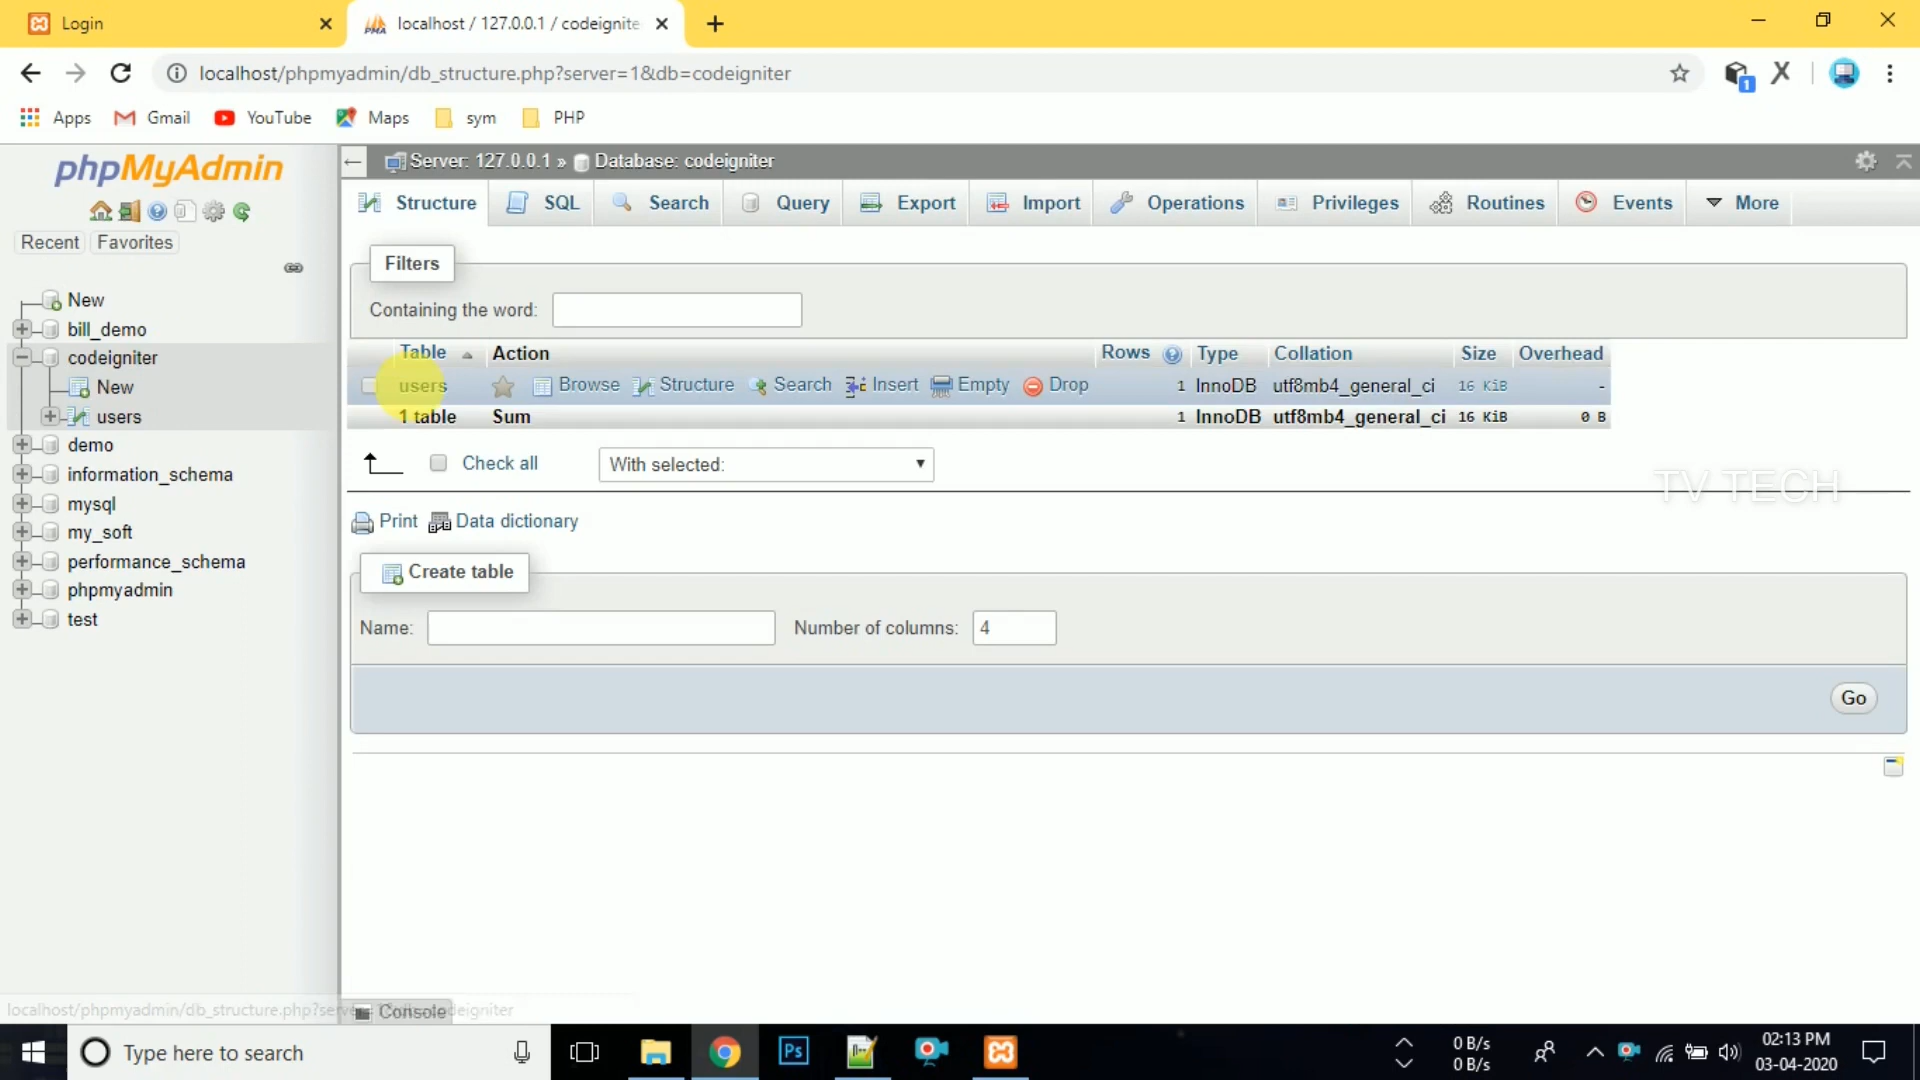 Login
localhost / 127.0.0.1 / codeignite
localhost/phpmyadmin/db_structure.php?server=1&db=codeigniter
1
Apps Gmail YouTube Maps sym PHP
phpMyAdmin
Recent Favorites
New
bill_demo
codeigniter
New
users
demo
information_schema
mysql
my_soft
performance_schema
phpmyadmin
test
Server: 127.0.0.1 » Database: codeigniter
Structure SQL Search Query Export Import Operations Privileges Routines Events More
Filters
Containing the word:
Table Action Rows Type Collation Size Overhead
users Browse Structure Search Insert Empty Drop 1 InnoDB utf8mb4_general_ci 16 KiB -
1 table Sum 1 InnoDB utf8mb4_general_ci 16 KiB 0 B
Check all With selected:
TV TECH
Print Data dictionary
Create table
Name: Number of columns: 4
Go
Console
Type here to search
Ps
0 B/s
0 B/s
02:13 PM
03-04-2020